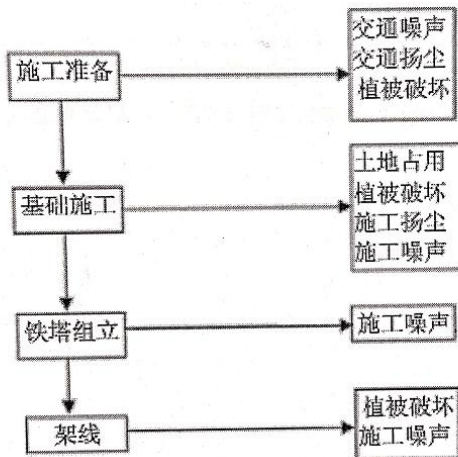 施工准备
交通噪声
交通扬尘
植被破坏
基础施工
土地占用
植被破坏
施工扬尘
施工噪声
铁塔组立
施工噪声
架线
植被破坏
施工噪声